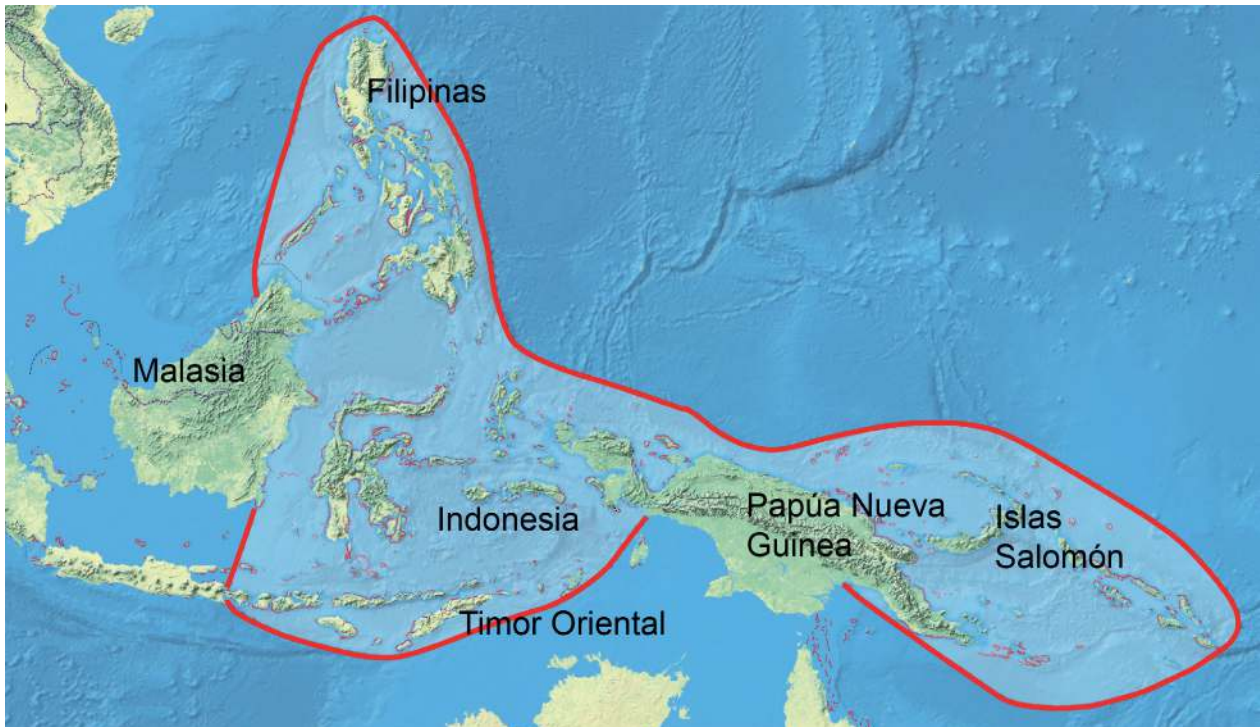 Filipinas
Malasia
Indonesia
Papúa Nueva
Guinea
Islas
Salomón
Timor Oriental